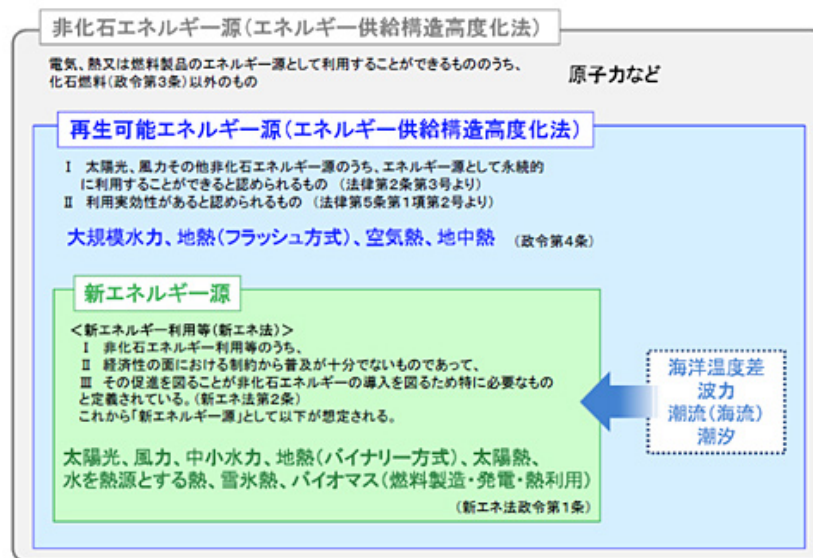 非化石エネルギー源(エネルギー供給構造高度化法)
電気、熱又は燃料製品のエネルギー源として利用することができるもののうち、
化石燃料(政令第3条)以外のもの
原子力など
再生可能エネルギー源(エネルギー供給構造高度化法)
Ⅰ 太陽光、風力その他非化石エネルギー源のうち、エネルギー源として永続的
に利用することができると認められるもの (法律第2条第3号より)
Ⅱ 利用実効性があると認められるもの (法律第5条第1項第2号より)
大規模水力、地熱(フラッシュ方式)、空気熱、地中熱 (政令第4条)
新エネルギー源
<新エネルギー利用等(新エネ法)>
Ⅰ 非化石エネルギー利用等のうち、
Ⅱ 経済性の面における制約から普及が十分でないものであって、
Ⅲ その促進を図ることが非化石エネルギーの導入を図るため特に必要なもの
と定義されている。(新エネ法第2条)
これから「新エネルギー源」として以下が想定される。
太陽光、風力、中小水力、地熱(バイナリー方式)、太陽熱、
水を熱源とする熱、雪氷熱、バイオマス(燃料製造・発電・熱利用)
(新エネ法政令第1条)
海洋温度差
波力
潮流(海流)
潮汐